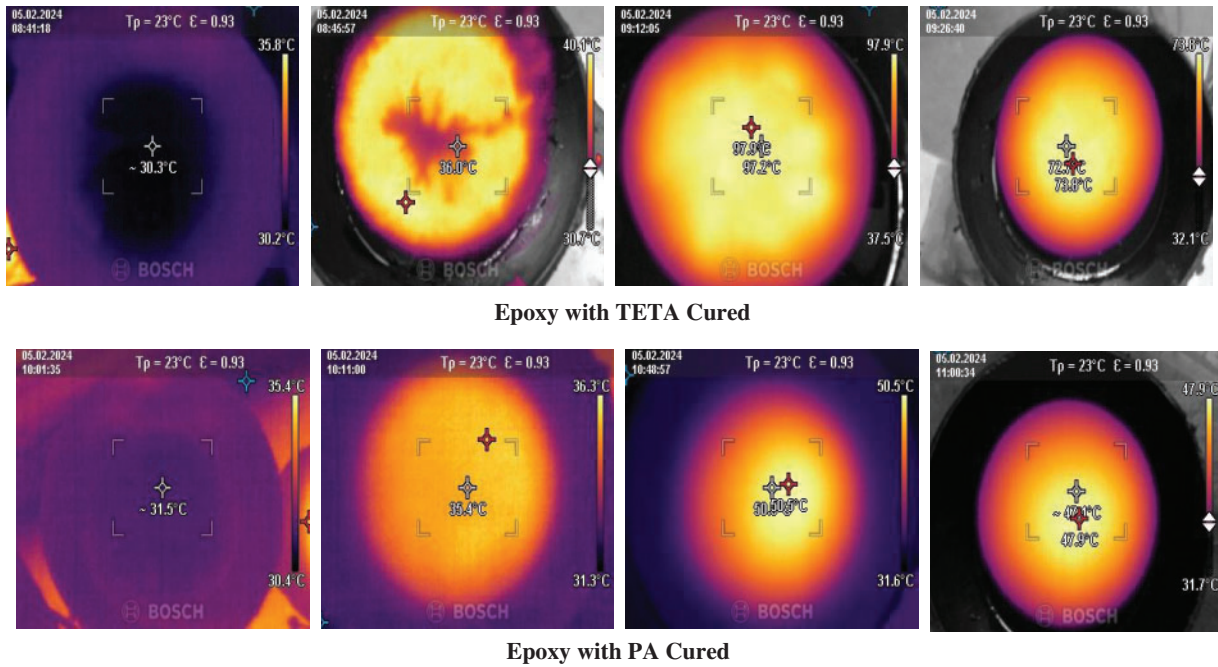 05.02.2024
08:41:18
Tρ = 23°C Ɛ = 0.93
35.8°C
~ 30.3°C
30.2°C
BOSCH
05.02.2024
08:45:57
Tρ = 23°C Ɛ = 0.93
40.1°C
36.0°C
30.7°C
BOSCH
05.02.2024
09:12:05
Tρ = 23°C Ɛ = 0.93
97.9°C
97.9°C
97.2°C
37.5°C
BOSCH
05.02.2024
09:26:40
Tρ = 23°C Ɛ = 0.93
73.8°C
73.8°C
32.1°C
BOSCH
Epoxy with TETA Cured
05.02.2024
10:01:35
Tρ = 23°C Ɛ = 0.93
35.4°C
~ 31.5°C
30.4°C
BOSCH
05.02.2024
10:11:00
Tρ = 23°C Ɛ = 0.93
36.3°C
35.4°C
31.3°C
BOSCH
05.02.2024
10:48:57
Tρ = 23°C Ɛ = 0.93
50.5°C
50.5°C
31.6°C
BOSCH
05.02.2024
11:00:34
Tρ = 23°C Ɛ = 0.93
47.9°C
47.9°C
31.7°C
BOSCH
Epoxy with PA Cured